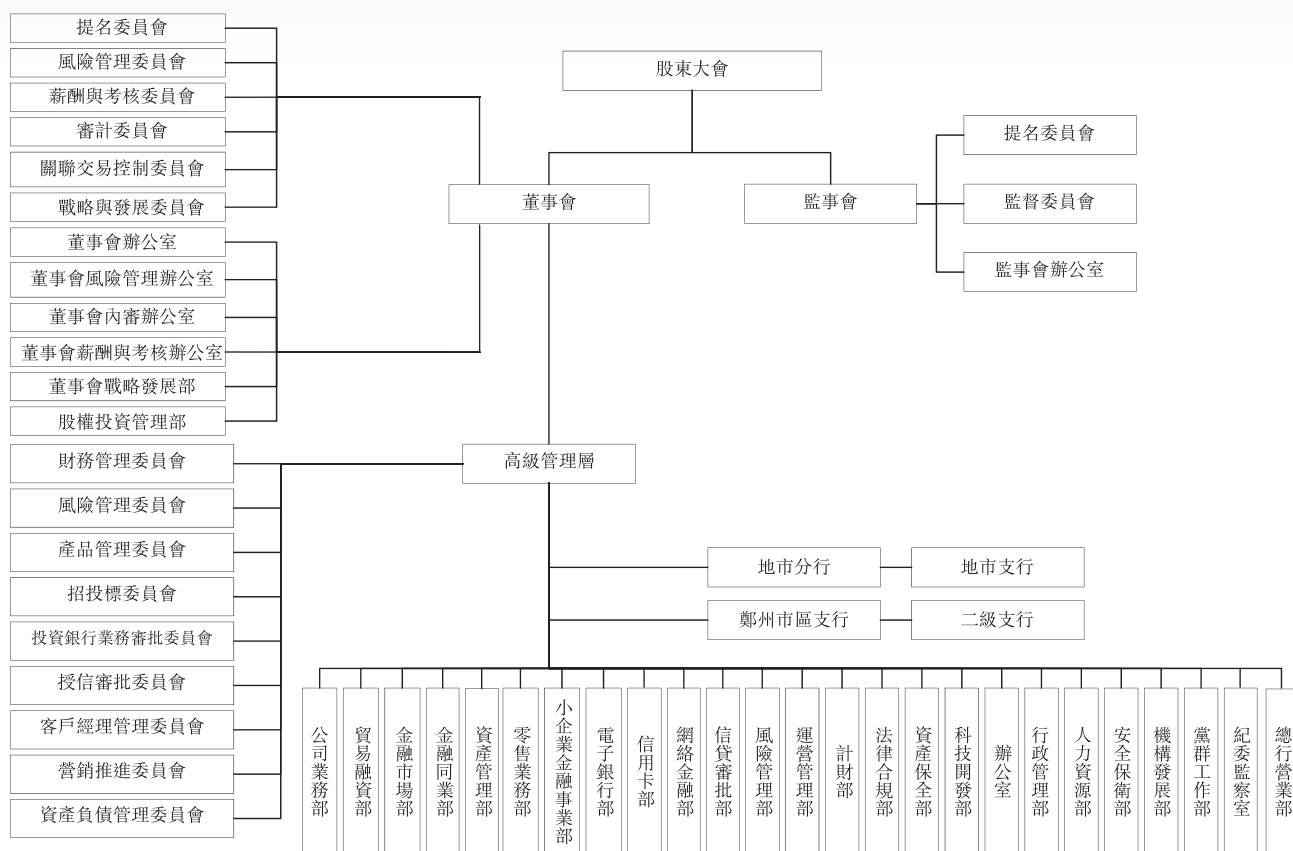 提名委員會
風險管理委員會
薪酬與考核委員會
審計委員會
關聯交易控制委員會
戰略與發展委員會
董事會辦公室
董事會風險管理辦公室
董事會內審辦公室
董事會薪酬與考核辦公室
董事會戰略發展部
股權投資管理部
股東大會
董事會
監事會
提名委員會
監督委員會
監事會辦公室
高級管理層
財務管理委員會
風險管理委員會
產品管理委員會
招投標委員會
投資銀行業務審批委員會
授信審批委員會
客戶經理管理委員會
營銷推進委員會
資產負債管理委員會
地市分行
地市支行
鄭州市區支行
二級支行
公司業務部
貿易融資部
金融市場部
金融同業部
資產管理部
零售業務部
小企業金融事業部
電子銀行部
信用卡部
網絡金融部
信貸審批部
風險管理部
運營管理部
計財部
法律合規部
資產保全部
科技開發部
辦公室
行政管理部
人力資源部
安全保衛部
機構發展部
黨群工作部
紀委監察室
總行營業部